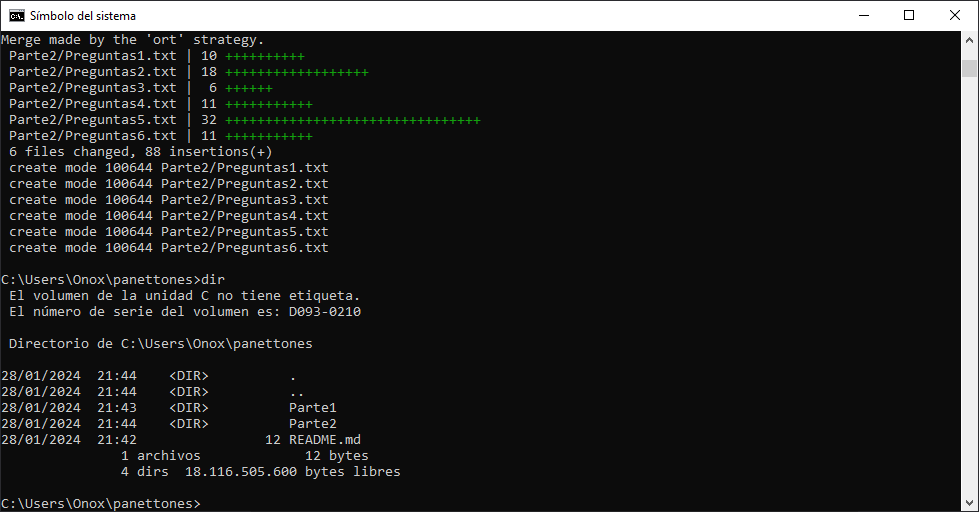 Símbolo del sistema
Merge made by the 'ort' strategy.
 Parte2/Preguntas1.txt | 10 ++++++++++
 Parte2/Preguntas2.txt | 18 ++++++++++++++++++
 Parte2/Preguntas3.txt |  6 ++++++
 Parte2/Preguntas4.txt | 11 +++++++++++
 Parte2/Preguntas5.txt | 32 ++++++++++++++++++++++++++++++++
 Parte2/Preguntas6.txt | 11 +++++++++++
 6 files changed, 88 insertions(+)
 create mode 100644 Parte2/Preguntas1.txt
 create mode 100644 Parte2/Preguntas2.txt
 create mode 100644 Parte2/Preguntas3.txt
 create mode 100644 Parte2/Preguntas4.txt
 create mode 100644 Parte2/Preguntas5.txt
 create mode 100644 Parte2/Preguntas6.txt
C:\Users\Onox\panettones>dir
 El volumen de la unidad C no tiene etiqueta.
 El número de serie del volumen es: D093-0210
 Directorio de C:\Users\Onox\panettones
28/01/2024  21:44    <DIR>          .
28/01/2024  21:44    <DIR>          ..
28/01/2024  21:43    <DIR>          Parte1
28/01/2024  21:44    <DIR>          Parte2
28/01/2024  21:42                12 README.md
               1 archivos             12 bytes
               4 dirs  18.116.505.600 bytes libres
C:\Users\Onox\panettones>